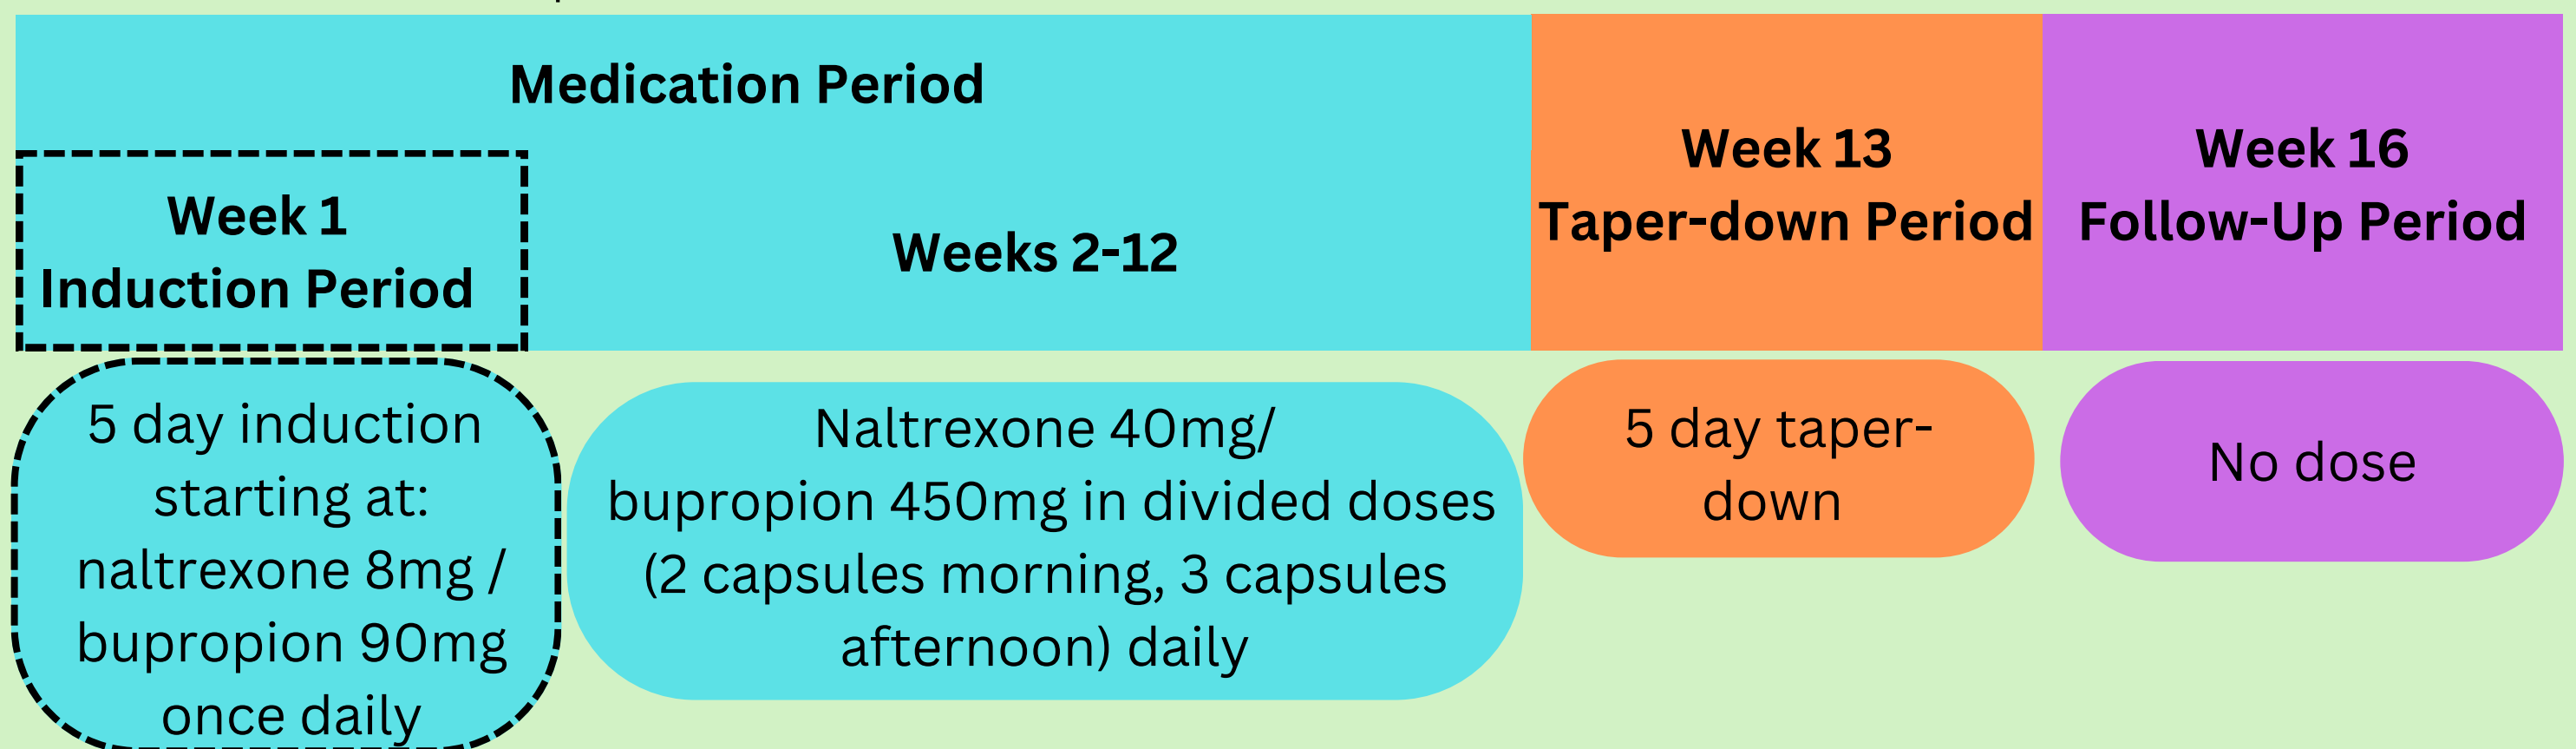 Medication Period
Week 1
Induction Period
Weeks 2-12
Week 13
Taper-down Period
Week 16
Follow-Up Period
5 day induction
starting at:
naltrexone 8mg /
bupropion 90mg
once daily
Naltrexone 40mg/
bupropion 450mg in divided doses
(2 capsules morning, 3 capsules
afternoon) daily
5 day taper-
down
No dose